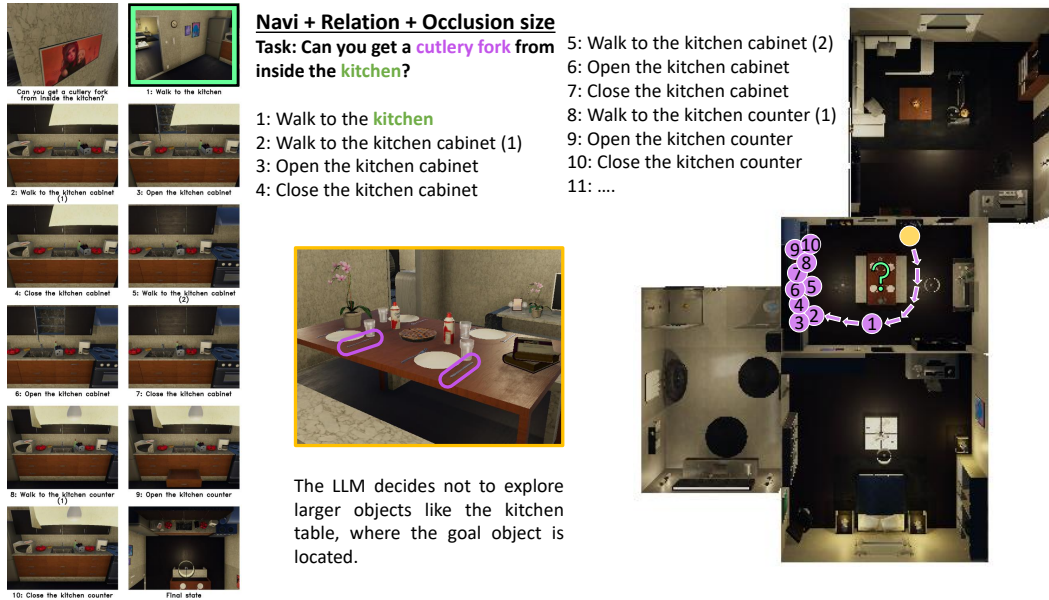 Navi + Relation + Occlusion size
Task: Can you get a cutlery fork from
inside the kitchen?
1: Walk to the kitchen
2: Walk to the kitchen cabinet (1)
3: Open the kitchen cabinet
4: Close the kitchen cabinet
5: Walk to the kitchen cabinet (2)
6: Open the kitchen cabinet
7: Close the kitchen cabinet
8: Walk to the kitchen counter (1)
9: Open the kitchen counter
10: Close the kitchen counter
11: ....
Can you get a cutlery fork
from inside the kitchen?
1: Walk to the kitchen
2: Walk to the kitchen cabinet
(1)
3: Open the kitchen cabinet
4: Close the kitchen cabinet
5: Walk to the kitchen cabinet
(2)
6: Open the kitchen cabinet
7: Close the kitchen cabinet
8: Walk to the kitchen counter
(1)
9: Open the kitchen counter
10: Close the kitchen counter
Final state
The LLM decides not to explore
larger objects like the kitchen
table, where the goal object is
located.
9 10
8
7
6 5
4
3 2
1
?